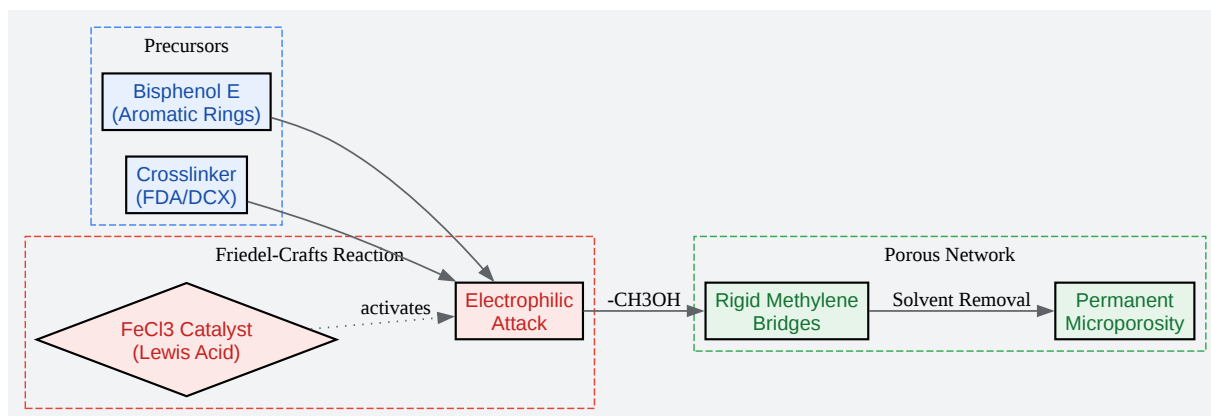 Precursors
Bisphenol E
(Aromatic Rings)
Crosslinker
(FDA/DCX)
Friedel-Crafts Reaction
FeCl3 Catalyst
(Lewis Acid)
activates
Electrophilic
Attack
-CH3OH
Porous Network
Rigid Methylene
Bridges
Solvent Removal
Permanent
Microporosity